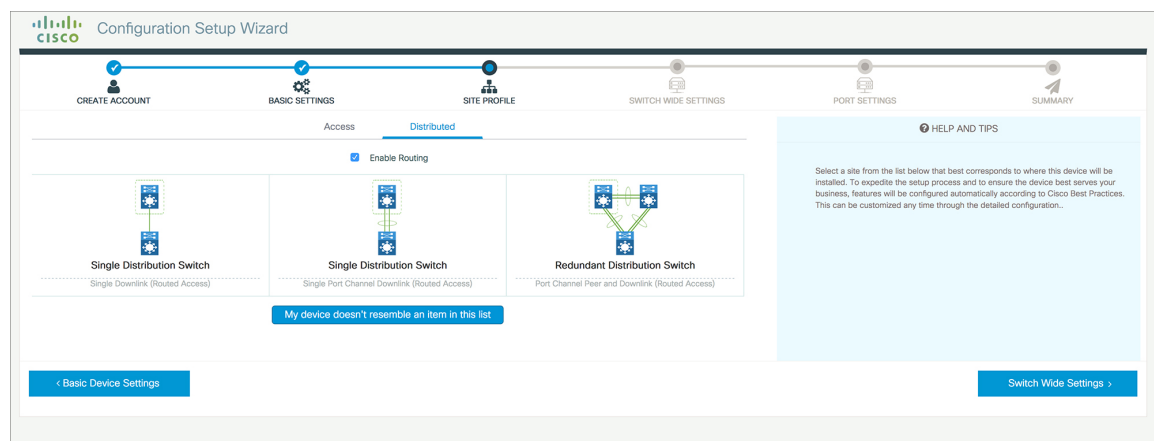 CISCO
Configuration Setup Wizard
CREATE ACCOUNT
BASIC SETTINGS
SITE PROFILE
SWITCH WIDE SETTINGS
PORT SETTINGS
SUMMARY
Access
Distributed
Enable Routing
Single Distribution Switch
Single Downlink (Routed Access)
Single Distribution Switch
Single Port Channel Downlink (Routed Access)
Redundant Distribution Switch
Port Channel Peer and Downlink (Routed Access)
My device doesn't resemble an item in this list
HELP AND TIPS
Select a site from the list below that best corresponds to where this device will be
installed. To expedite the setup process and to ensure the device best serves your
business, features will be configured automatically according to Cisco Best Practices.
This can be customized any time through the detailed configuration..
< Basic Device Settings
Switch Wide Settings >